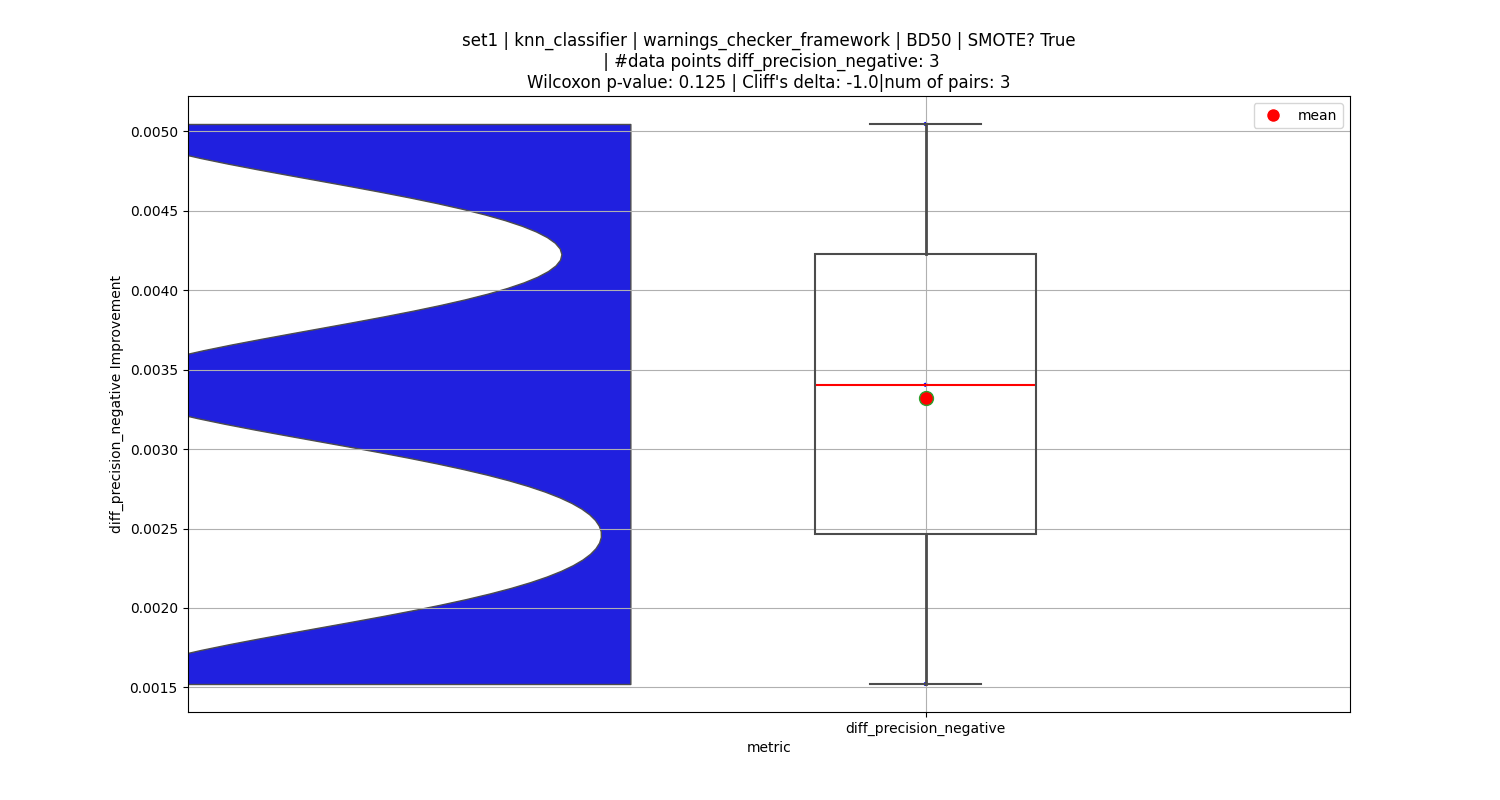 set1 | knn_classifier | warnings_checker_framework | BD50 | SMOTE? True
| #data points diff_precision_negative: 3
Wilcoxon p-value: 0.125 | Cliff's delta: -1.0|num of pairs: 3
mean
diff_precision_negative Improvement
0.0050
0.0045
0.0040
0.0035
0.0030
0.0025
0.0020
0.0015
diff_precision_negative
metric